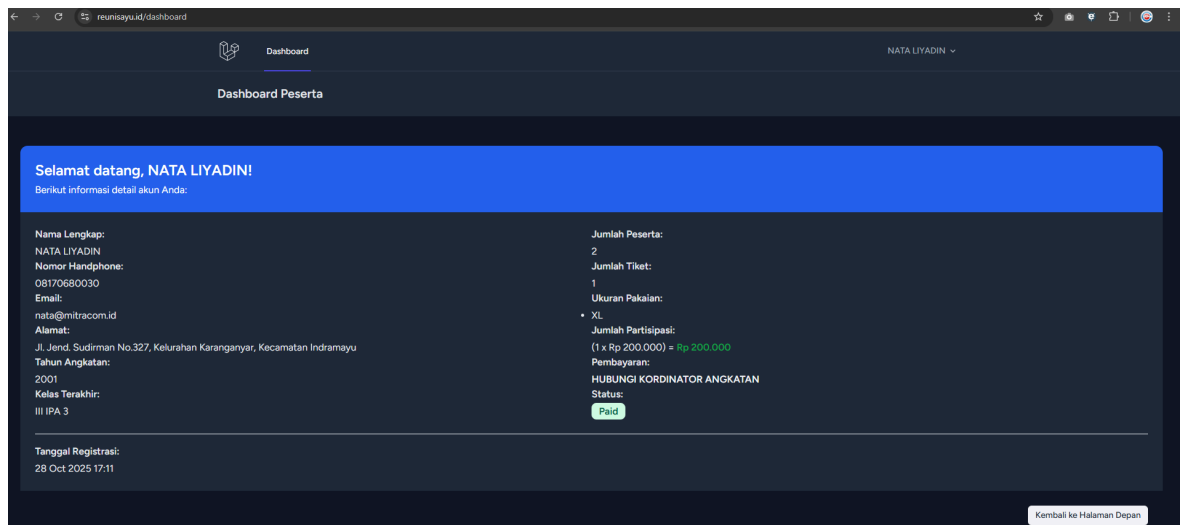 reunisayu.id/dashboard
Dashboard
NATA LIYADIN
Dashboard Peserta
Selamat datang, NATA LIYADIN!
Berikut informasi detail akun Anda:
Nama Lengkap:
NATA LIYADIN
Nomor Handphone:
08170680030
Email:
nata@mitracom.id
Alamat:
Jl. Jend. Sudirman No.327, Kelurahan Karanganyar, Kecamatan Indramayu
Tahun Angkatan:
2001
Kelas Terakhir:
III IPA 3
Jumlah Peserta:
2
Jumlah Tiket:
1
Ukuran Pakaian:
• XL
Jumlah Partisipasi:
(1 x Rp 200.000) = Rp 200.000
Pembayaran:
HUBUNGI KORDINATOR ANGKATAN
Status:
Paid
Tanggal Registrasi:
28 Oct 2025 17:11
Kembali ke Halaman Depan